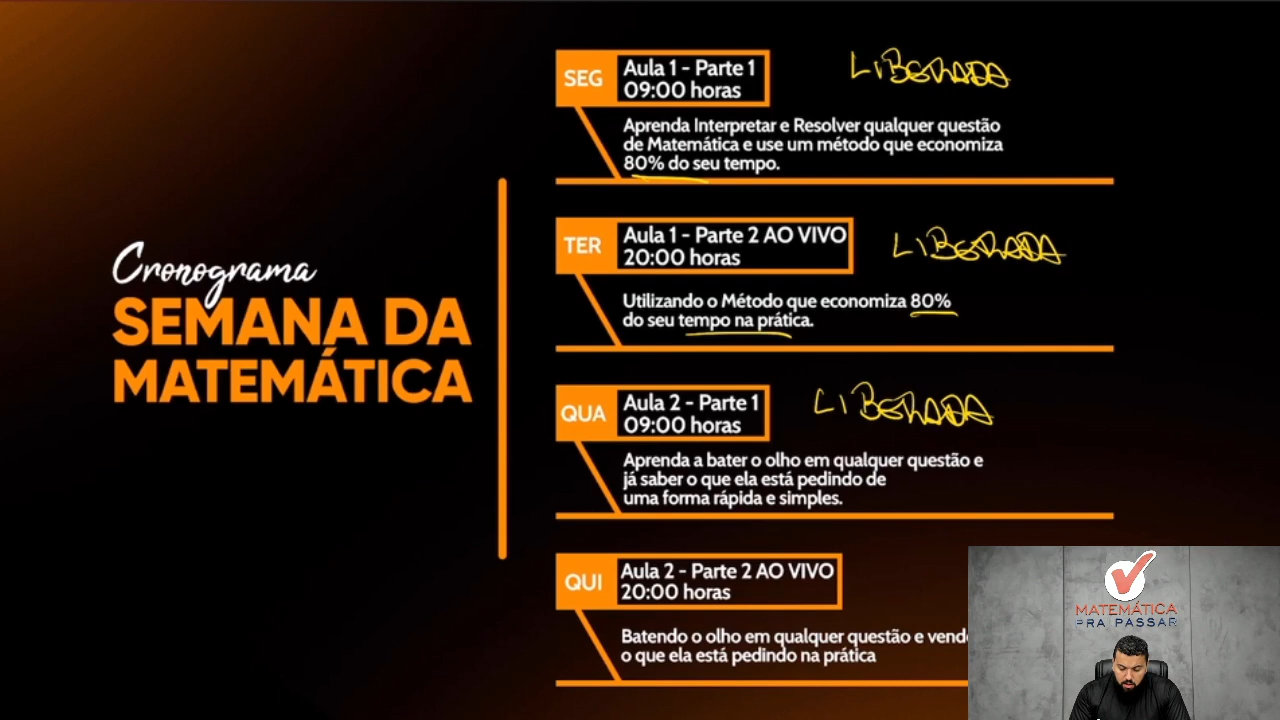 Cronograma
SEMANA DA
MATEMÁTICA
SEG
Aula 1 - Parte 1
09:00 horas
LIBERADA
Aprenda Interpretar e Resolver qualquer questão
de Matemática e use um método que economiza
80% do seu tempo.
TER
Aula 1 - Parte 2 AO VIVO
20:00 horas
LIBERADA
Utilizando o Método que economiza 80%
do seu tempo na prática.
QUA
Aula 2 - Parte 1
09:00 horas
LIBERADA
Aprenda a bater o olho em qualquer questão e
já saber o que ela está pedindo de
uma forma rápida e simples.
QUI
Aula 2 - Parte 2 AO VIVO
20:00 horas
Batendo o olho em qualquer questão e
o que ela está pedindo na prática
MATEMÁTICA
PRA PASSAR